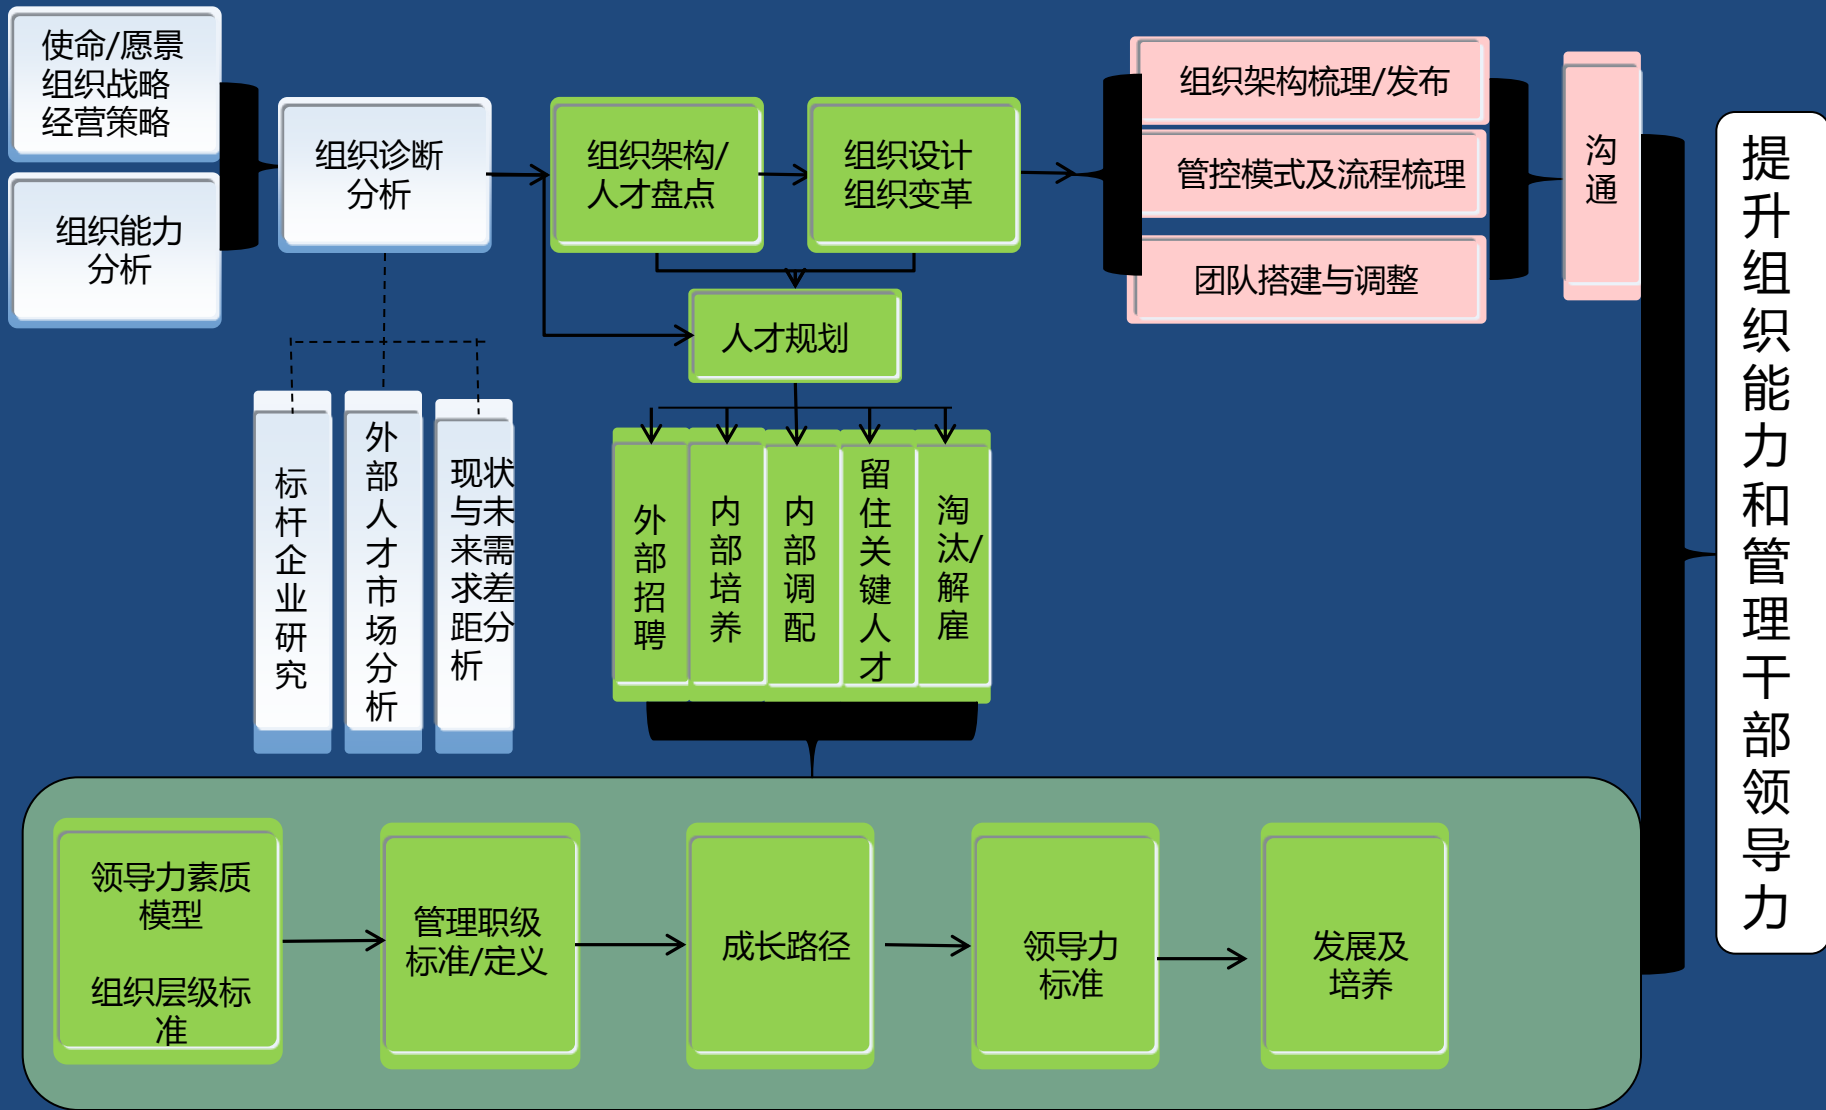 使命/愿景
组织战略
经营策略
组织能力
分析
组织诊断
分析
组织架构/
人才盘点
组织设计
组织变革
组织架构梳理/发布
管控模式及流程梳理
团队搭建与调整
沟通
提升组织能力和管理干部领导力
人才规划
标杆企业研究
外部人才市场分析
现状
与未
来需
求差
距分
析
外部招聘
内部培养
内部调配
留住关键人才
淘汰/解雇
领导力素质
模型
组织层级标
准
管理职级
标准/定义
成长路径
领导力
标准
发展及
培养